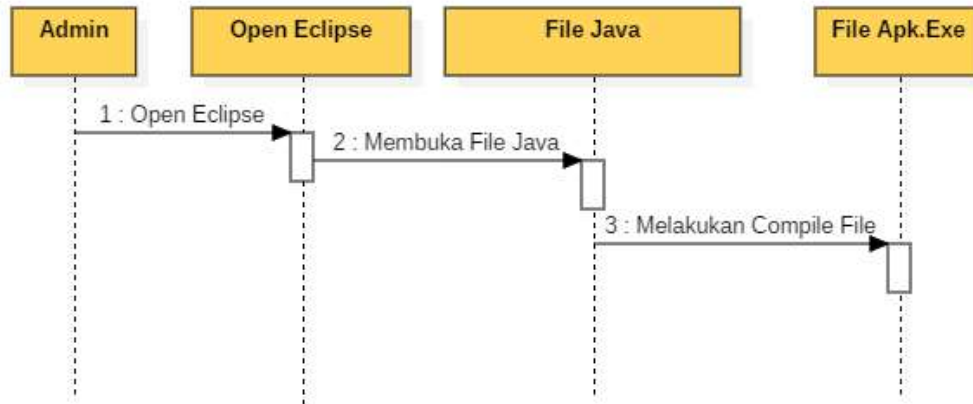 Admin
Open Eclipse
File Java
File Apk.Exe
1 : Open Eclipse
2 : Membuka File Java
3 : Melakukan Compile File